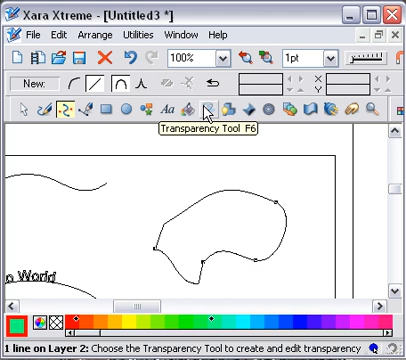 Xara Xtreme - [Untitled3 *]
File Edit Arrange Utilities Window Help
100% 1pt
New: X Y
Aa
Transparency Tool F6
o World
1 line on Layer 2: Choose the Transparency Tool to create and edit transparency